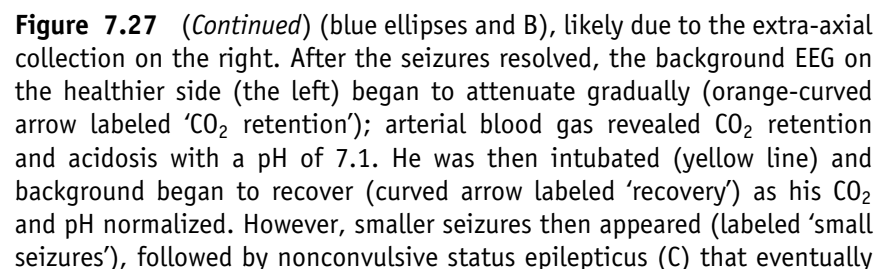 Figure 7.27 (Continued) (blue ellipses and B), likely due to the extra-axial
collection on the right. After the seizures resolved, the background EEG on
the healthier side (the left) began to attenuate gradually (orange-curved
arrow labeled ‘CO₂ retention’); arterial blood gas revealed CO₂ retention
and acidosis with a pH of 7.1. He was then intubated (yellow line) and
background began to recover (curved arrow labeled ‘recovery’) as his CO₂
and pH normalized. However, smaller seizures then appeared (labeled ‘small
seizures’), followed by nonconvulsive status epilepticus (C) that eventually